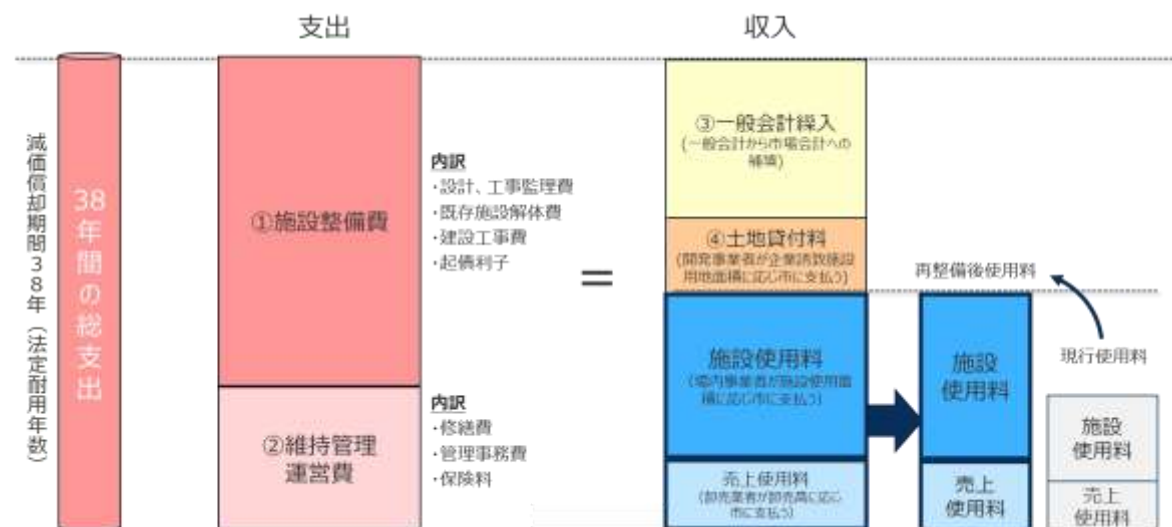 支出
収入
減価償却期間38年（法定耐用年数）
38年間の総支出
①施設整備費
内訳
・設計、工事監理費
・既存施設解体費
・建設工事費
・起債利子
②維持管理
運営費
内訳
・修繕費
・管理事務費
・保険料
＝
③一般会計繰入
(一般会計から市場会計への
補填)
④土地貸付料
(開発事業者が企業誘致施設
用地面積に応じ市に支払う)
施設使用料
(場内事業者が施設使用面
積に応じ市に支払う)
売上使用料
(卸売業者が卸売高に応じ
市に支払う)
再整備後使用料
施設
使用料
売上
使用料
現行使用料
施設
使用料
売上
使用料